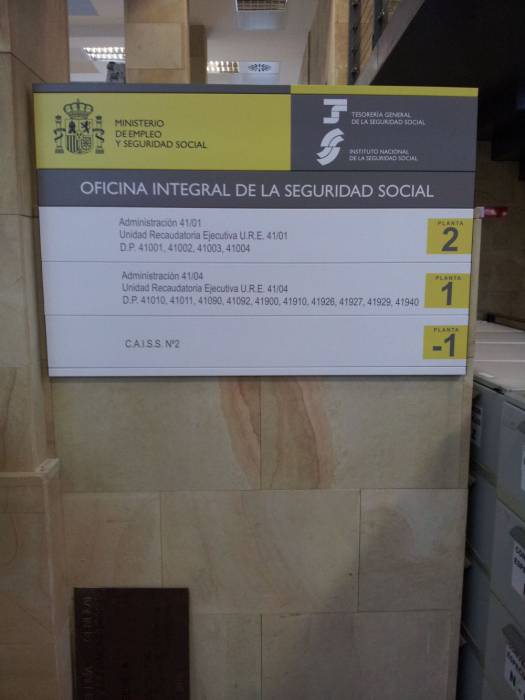 MINISTERIO
DE EMPLEO
Y SEGURIDAD SOCIAL
TESORERÍA GENERAL
DE LA SEGURIDAD SOCIAL
INSTITUTO NACIONAL
DE LA SEGURIDAD SOCIAL
OFICINA INTEGRAL DE LA SEGURIDAD SOCIAL
Administración 41/01
Unidad Recaudatoria Ejecutiva U.R.E. 41/01
D.P. 41001, 41002, 41003, 41004
PLANTA
2
Administración 41/04
Unidad Recaudatoria Ejecutiva U.R.E. 41/04
D.P. 41010, 41011, 41090, 41092, 41900, 41910, 41926, 41927, 41929, 41940
PLANTA
1
C.A.I.S.S. Nº2
PLANTA
-1